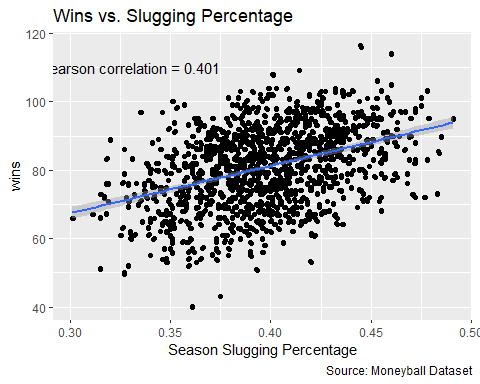 Wins vs. Slugging Percentage
earson correlation = 0.401
120
100
80
60
40
wins
0.30
0.35
0.40
0.45
0.50
Season Slugging Percentage
Source: Moneyball Dataset